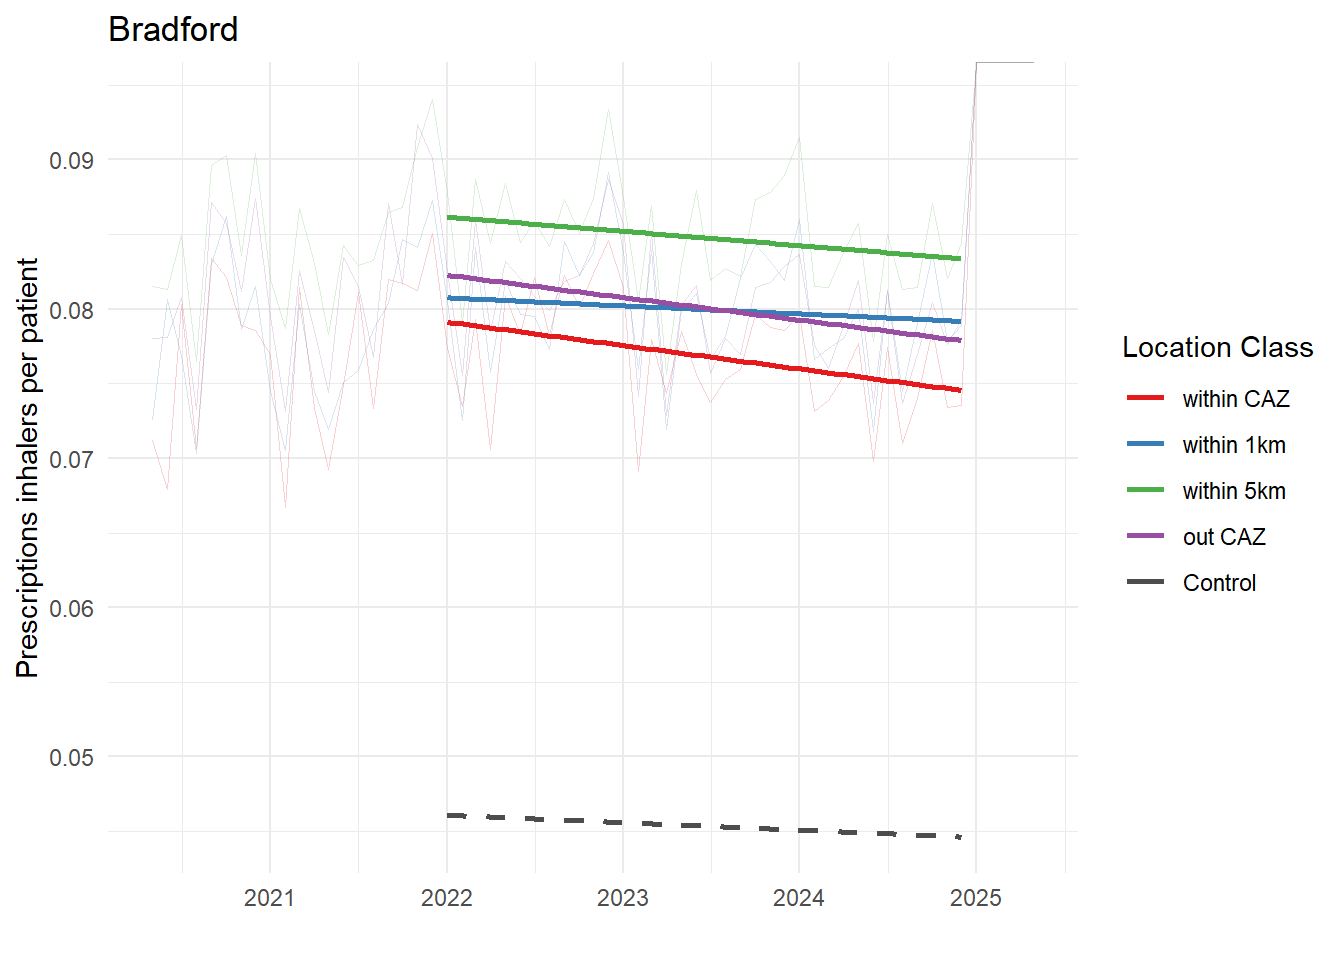 Bradford
Prescriptions inhalers per patient
0.09
0.08
0.07
0.06
0.05
2021
2022
2023
2024
2025
Location Class
within CAZ
within 1km
within 5km
out CAZ
Control